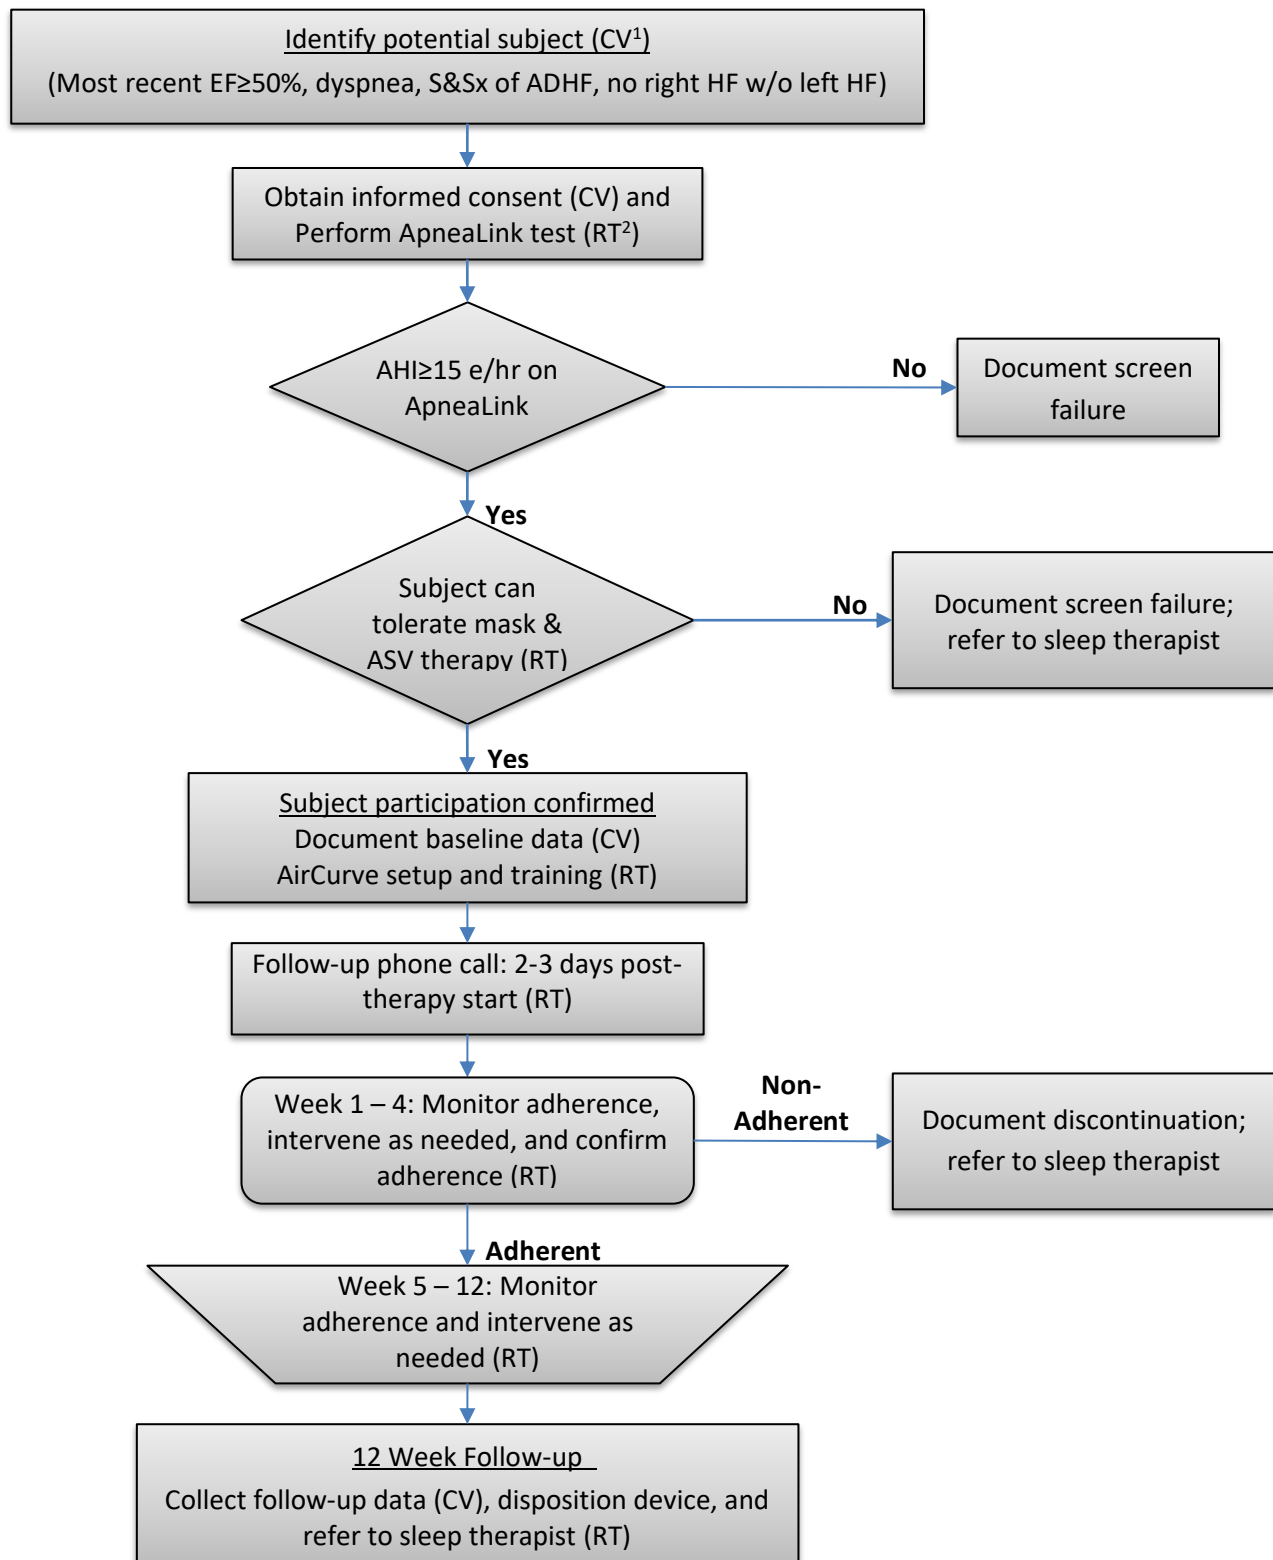 Identify potential subject (CV¹)
(Most recent EF≥50%, dyspnea, S&Sx of ADHF, no right HF w/o left HF)
Obtain informed consent (CV) and
Perform ApneaLink test (RT²)
AHI≥15 e/hr on
ApneaLink
No
Document screen
failure
Yes
Subject can
tolerate mask &
ASV therapy (RT)
No
Document screen failure;
refer to sleep therapist
Yes
Subject participation confirmed
Document baseline data (CV)
AirCurve setup and training (RT)
Follow-up phone call: 2-3 days post-
therapy start (RT)
Week 1 – 4: Monitor adherence,
intervene as needed, and confirm
adherence (RT)
Non-
Adherent
Document discontinuation;
refer to sleep therapist
Adherent
Week 5 – 12: Monitor
adherence and intervene as
needed (RT)
12 Week Follow-up
Collect follow-up data (CV), disposition device, and
refer to sleep therapist (RT)